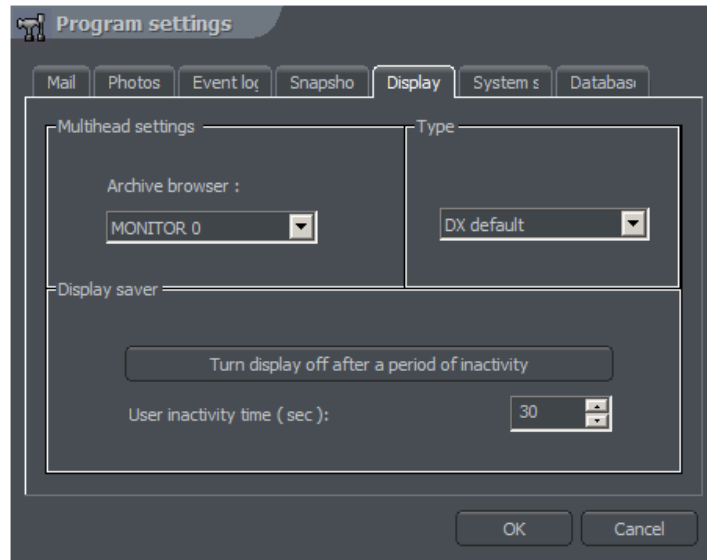 Program settings
Mail Photos Event log Snapsho Display System s Databas
Multihead settings
Type
Archive browser :
MONITOR 0
DX default
Display saver
Turn display off after a period of inactivity
User inactivity time ( sec ):
30
OK
Cancel